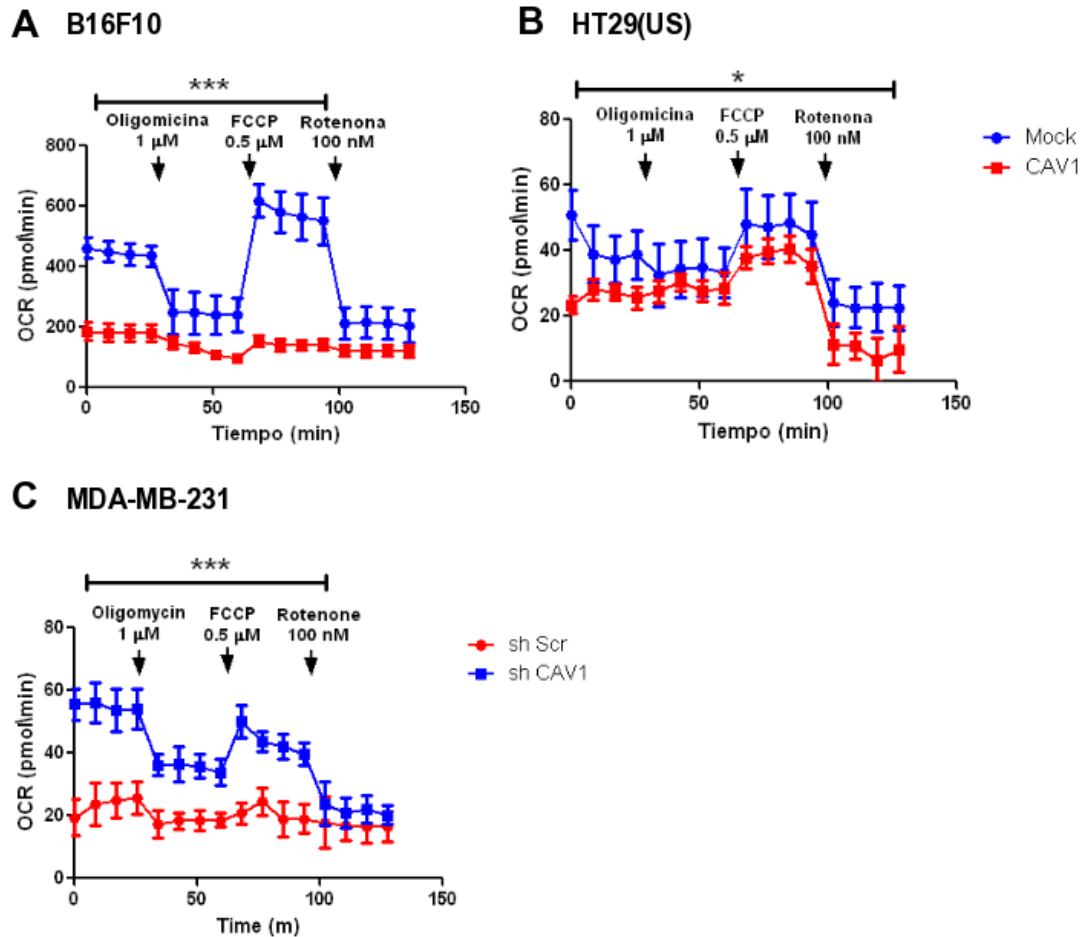 A B16F10
***
Oligomicina
1 μM
FCCP
0.5 μM
Rotenona
100 nM
800
600
400
200
0
OCR (pmol\min)
0 50 100 150
Tiempo (min)
B HT29(US)
*
Oligomicina
1 μM
FCCP
0.5 μM
Rotenona
100 nM
80
60
40
20
0
OCR (pmol\min)
0 50 100 150
Tiempo (min)
Mock
CAV1
C MDA-MB-231
***
Oligomycin
1 μM
FCCP
0.5 μM
Rotenone
100 nM
80
60
40
20
0
OCR (pmol\min)
0 50 100 150
Time (m)
sh Scr
sh CAV1